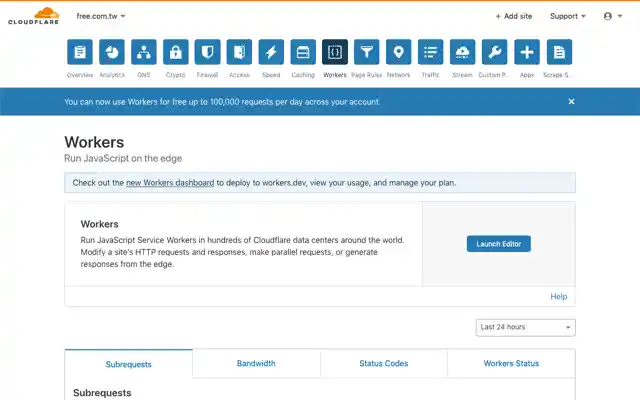 CLOUDFLARE
free.com.tw
+ Add site
Support
Overview
Analytics
DNS
Crypto
Firewall
Access
Speed
Caching
Workers
Page Rules
Network
Traffic
Stream
Custom P...
Apps
Scrape S...
You can now use Workers for free up to 100,000 requests per day across your account.
Workers
Run JavaScript on the edge
Check out the new Workers dashboard to deploy to workers.dev, view your usage, and manage your plan.
Workers
Run JavaScript Service Workers in hundreds of Cloudflare data centers around the world.
Modify a site's HTTP requests and responses, make parallel requests, or generate
responses from the edge.
Launch Editor
Help
Last 24 hours
Subrequests
Bandwidth
Status Codes
Workers Status
Subrequests